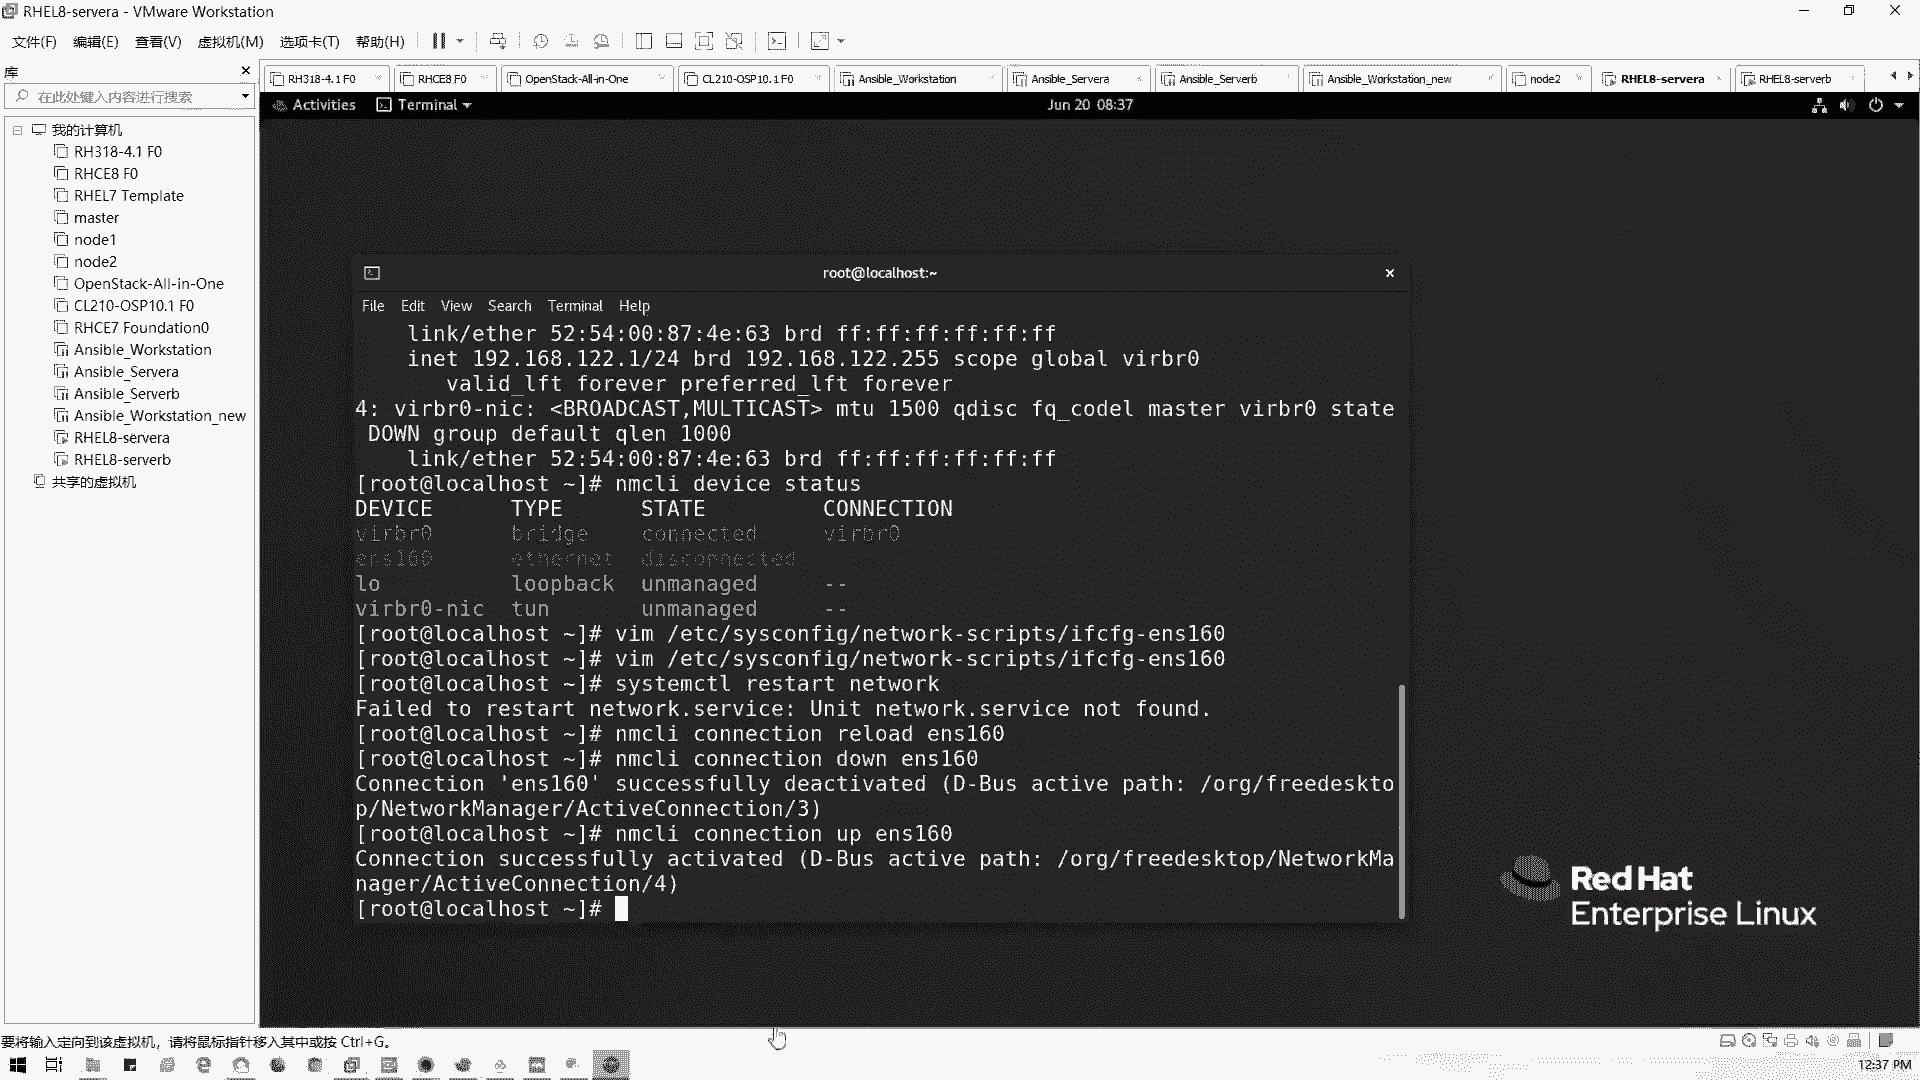 RHEL8-servera - VMware Workstation
文件(F) 编辑(E) 查看(V) 虚拟机(M) 选项卡(T) 帮助(H)
库
在此处键入内容进行搜索
我的计算机
RH318-4.1 F0
RHCE8 F0
RHEL7 Template
master
node1
node2
OpenStack-All-in-One
CL210-OSP10.1 F0
RHCE7 Foundation0
Ansible_Workstation
Ansible_Servera
Ansible_Serverb
Ansible_Workstation_new
RHEL8-servera
RHEL8-serverb
共享的虚拟机
RH318-4.1 F0 RHCE8 F0 OpenStack-All-in-One CL210-OSP10.1 F0 Ansible_Workstation Ansible_Servera Ansible_Serverb Ansible_Workstation_new node2 RHEL8-servera RHEL8-serverb
Activities Terminal Jun 20 08:37
root@localhost:~
File Edit View Search Terminal Help
link/ether 52:54:00:87:4e:63 brd ff:ff:ff:ff:ff:ff
inet 192.168.122.1/24 brd 192.168.122.255 scope global virbr0
valid_lft forever preferred_lft forever
4: virbr0-nic: <BROADCAST,MULTICAST> mtu 1500 qdisc fq_codel master virbr0 state
DOWN group default qlen 1000
link/ether 52:54:00:87:4e:63 brd ff:ff:ff:ff:ff:ff
[root@localhost ~]# nmcli device status
DEVICE TYPE STATE CONNECTION
virbr0 bridge connected virbr0
ens160 ethernet disconnected
lo loopback unmanaged --
virbr0-nic tun unmanaged --
[root@localhost ~]# vim /etc/sysconfig/network-scripts/ifcfg-ens160
[root@localhost ~]# vim /etc/sysconfig/network-scripts/ifcfg-ens160
[root@localhost ~]# systemctl restart network
Failed to restart network.service: Unit network.service not found.
[root@localhost ~]# nmcli connection reload ens160
[root@localhost ~]# nmcli connection down ens160
Connection 'ens160' successfully deactivated (D-Bus active path: /org/freedeskto
p/NetworkManager/ActiveConnection/3)
[root@localhost ~]# nmcli connection up ens160
Connection successfully activated (D-Bus active path: /org/freedesktop/NetworkMa
nager/ActiveConnection/4)
[root@localhost ~]#
Red Hat
Enterprise Linux
要将输入定向到该虚拟机，请将鼠标指针移入其中或按 Ctrl+G。
12:37 PM